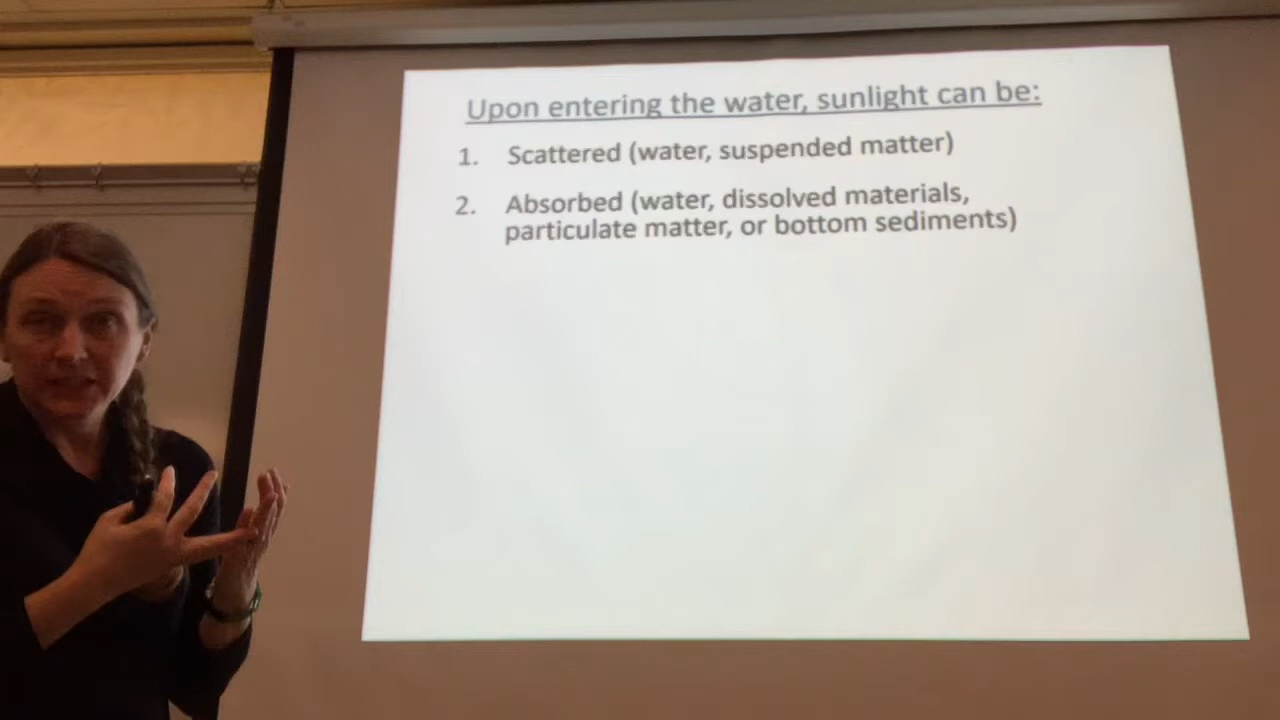 Upon entering the water, sunlight can be:
1. Scattered (water, suspended matter)
2. Absorbed (water, dissolved materials,
particulate matter, or bottom sediments)